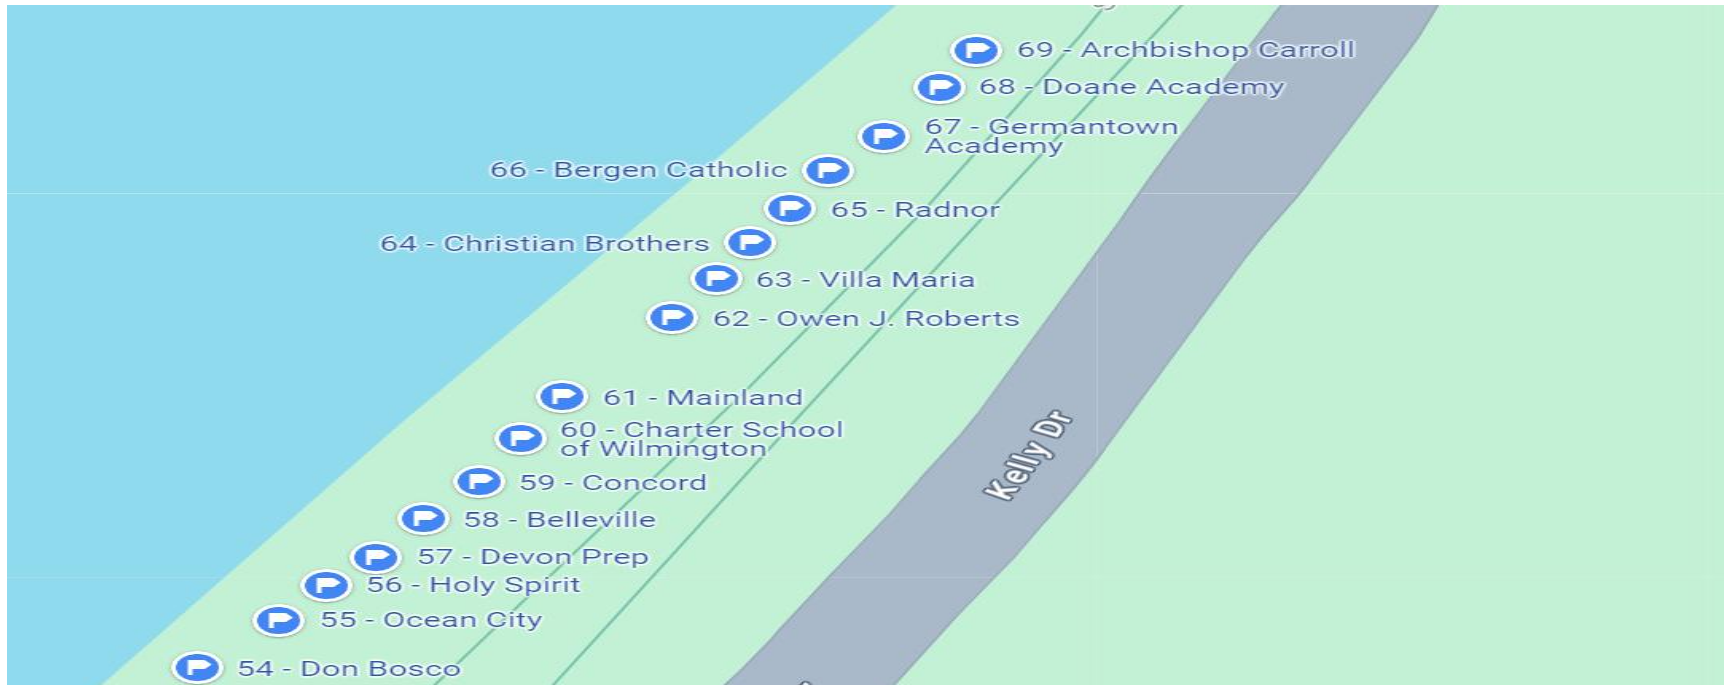 69 - Archbishop Carroll
68 - Doane Academy
67 - Germantown
Academy
66 - Bergen Catholic
65 - Radnor
64 - Christian Brothers
63 - Villa Maria
62 - Owen J. Roberts
61 - Mainland
60 - Charter School
of Wilmington
59 - Concord
58 - Belleville
57 - Devon Prep
56 - Holy Spirit
55 - Ocean City
54 - Don Bosco
Kelly Dr